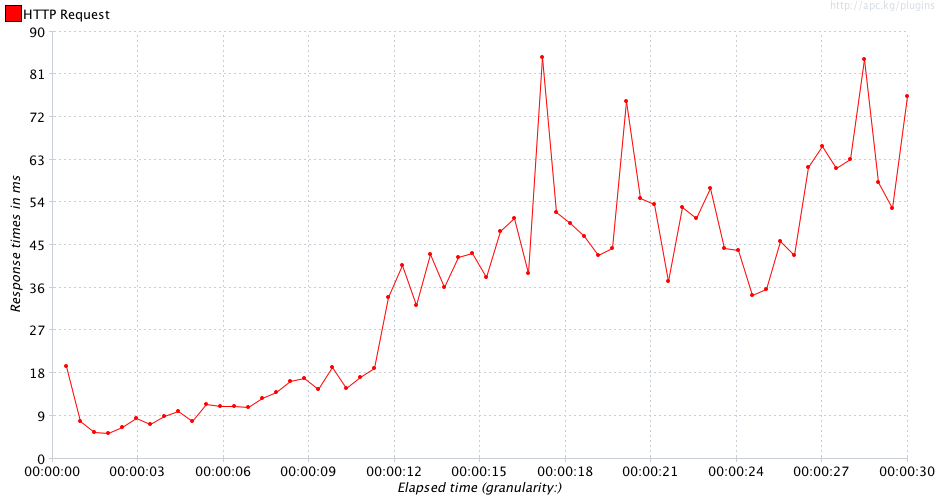 http://apc.kg/plugins
HTTP Request
90
81
72
63
54
45
36
27
18
9
0
Response times in ms
00:00:00 00:00:03 00:00:06 00:00:09 00:00:12 00:00:15 00:00:18 00:00:21 00:00:24 00:00:27 00:00:30
Elapsed time (granularity:)